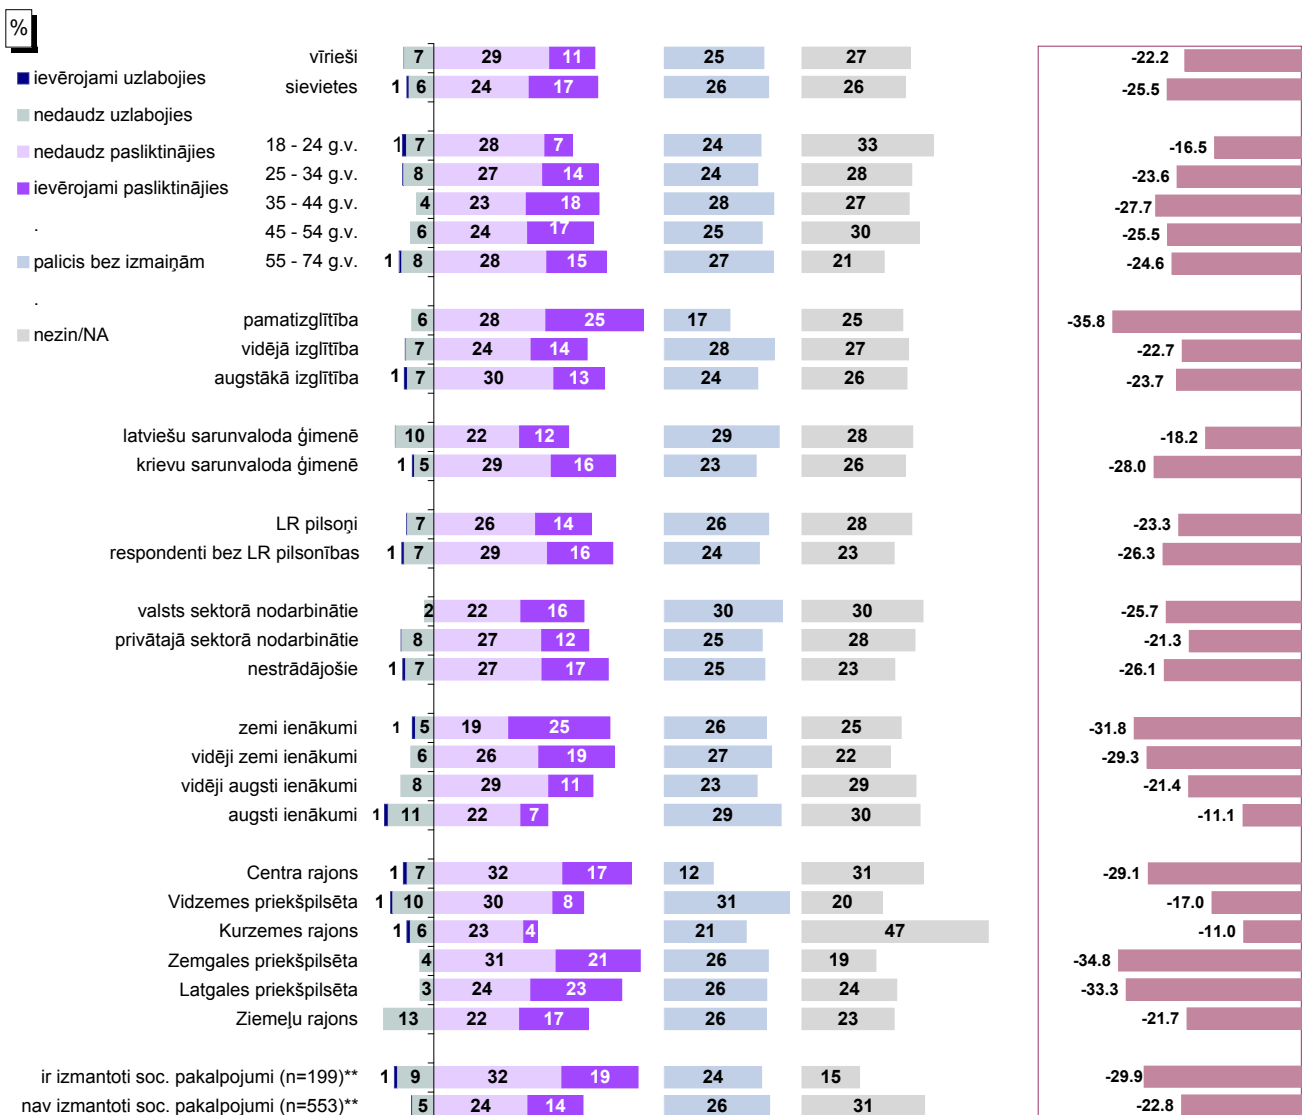 %
ievērojami uzlabojies
nedaudz uzlabojies
nedaudz pasliktinājies
ievērojami pasliktinājies
.
palicis bez izmaiņām
.
nezin/NA
vīrieši 7 29 11 25 27 -22.2
sievietes 1 6 24 17 26 26 -25.5
18 - 24 g.v. 1 7 28 7 24 33 -16.5
25 - 34 g.v. 8 27 14 24 28 -23.6
35 - 44 g.v. 4 23 18 28 27 -27.7
45 - 54 g.v. 6 24 17 25 30 -25.5
55 - 74 g.v. 1 8 28 15 27 21 -24.6
pamatizglītība 6 28 25 17 25 -35.8
vidējā izglītība 7 24 14 28 27 -22.7
augstākā izglītība 1 7 30 13 24 26 -23.7
latviešu sarunvaloda ģimenē 10 22 12 29 28 -18.2
krievu sarunvaloda ģimenē 1 5 29 16 23 26 -28.0
LR pilsoņi 7 26 14 26 28 -23.3
respondenti bez LR pilsonības 1 7 29 16 24 23 -26.3
valsts sektorā nodarbinātie 2 22 16 30 30 -25.7
privātajā sektorā nodarbinātie 8 27 12 25 28 -21.3
nestrādājošie 1 7 27 17 25 23 -26.1
zemi ienākumi 1 5 19 25 26 25 -31.8
vidēji zemi ienākumi 6 26 19 27 22 -29.3
vidēji augsti ienākumi 8 29 11 23 29 -21.4
augsti ienākumi 1 11 22 7 29 30 -11.1
Centra rajons 1 7 32 17 12 31 -29.1
Vidzemes priekšpilsēta 1 10 30 8 31 20 -17.0
Kurzemes rajons 1 6 23 4 21 47 -11.0
Zemgales priekšpilsēta 4 31 21 26 19 -34.8
Latgales priekšpilsēta 3 24 23 26 24 -33.3
Ziemeļu rajons 13 22 17 26 23 -21.7
ir izmantoti soc. pakalpojumi (n=199)** 1 9 32 19 24 15 -29.9
nav izmantoti soc. pakalpojumi (n=553)** 5 24 14 26 31 -22.8